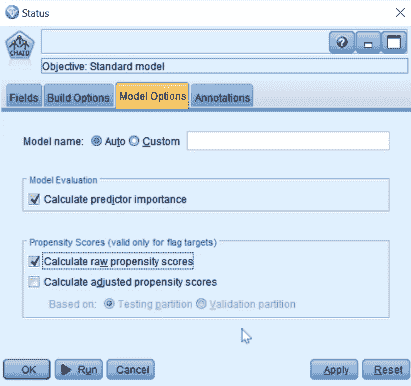 Status
CHAID
Objective: Standard model
Fields Build Options Model Options Annotations
Model name: Auto Custom
Model Evaluation
Calculate predictor importance
Propensity Scores (valid only for flag targets)
Calculate raw propensity scores
Calculate adjusted propensity scores
Based on: Testing partition Validation partition
OK Run Cancel Apply Reset